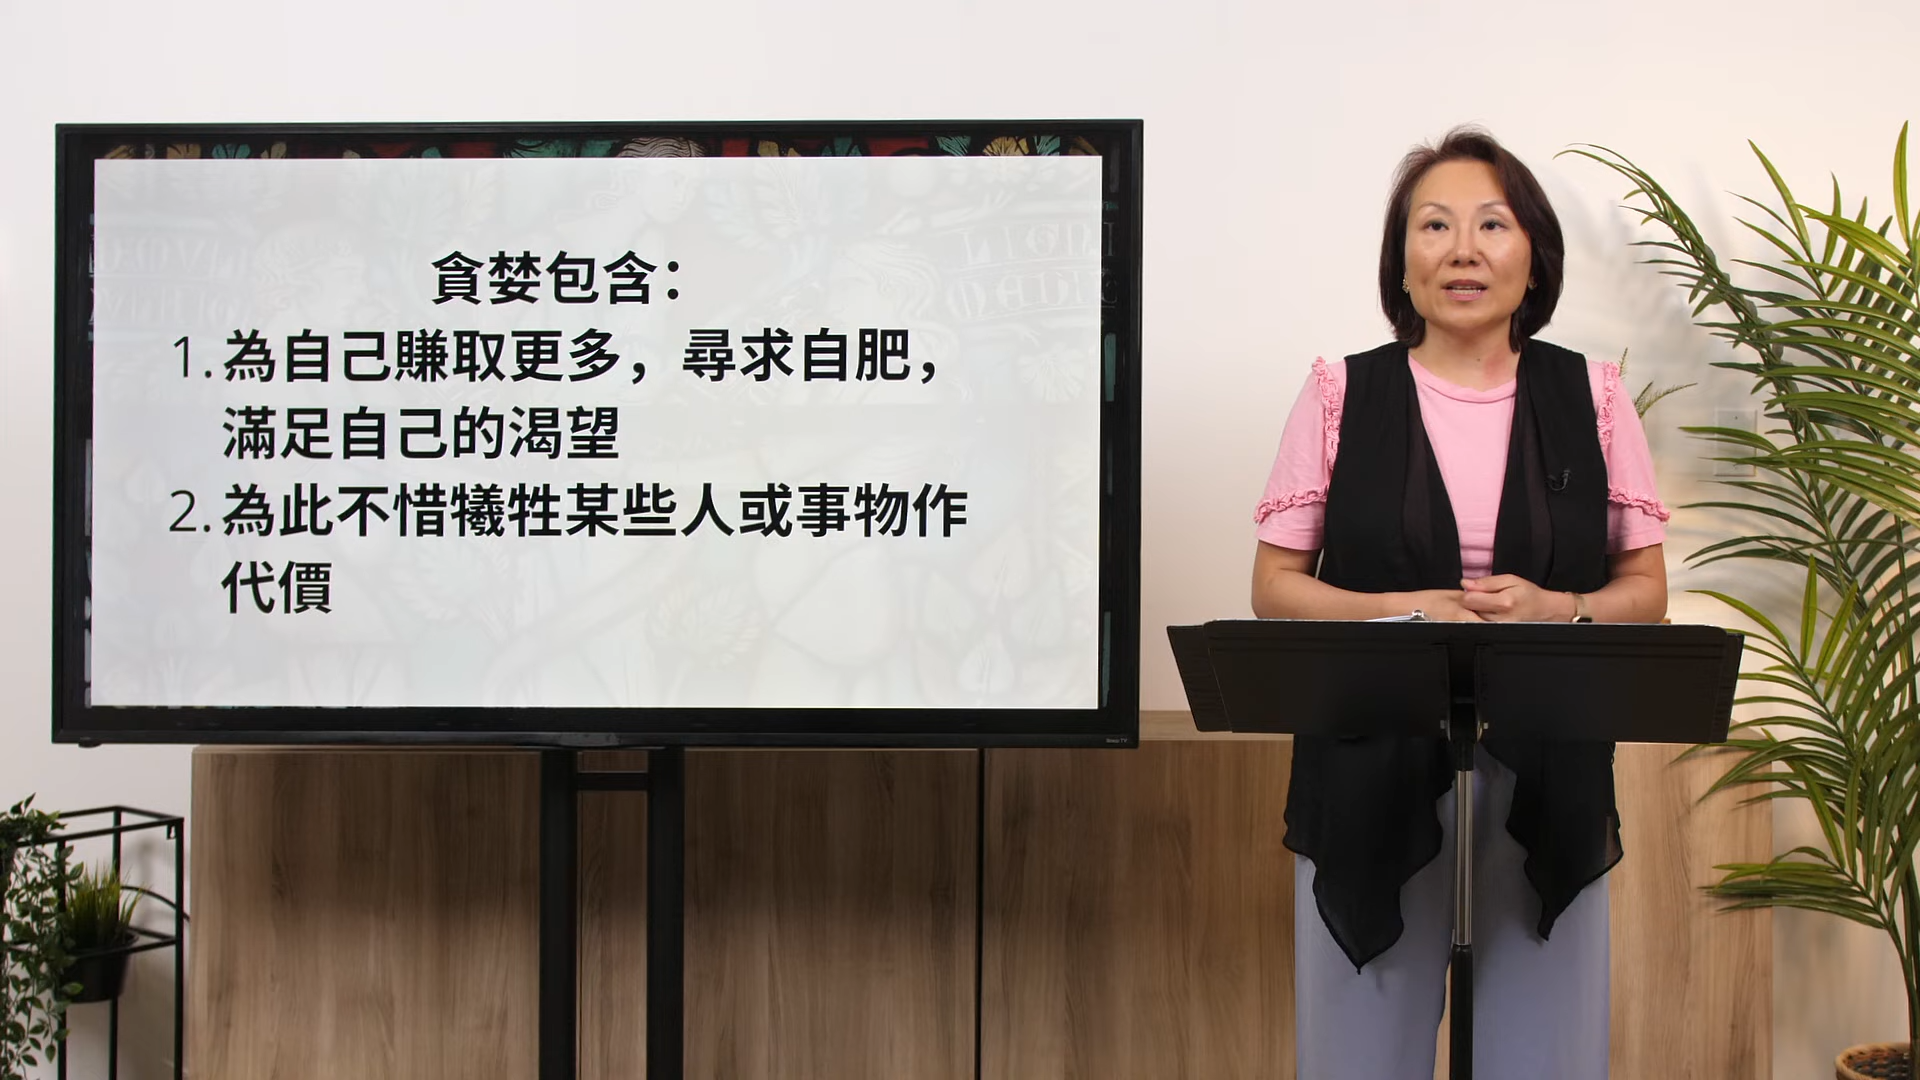 貪婪包含：
1. 為自己賺取更多，尋求自肥，
滿足自己的渴望
2. 為此不惜犧牲某些人或事物作
代價